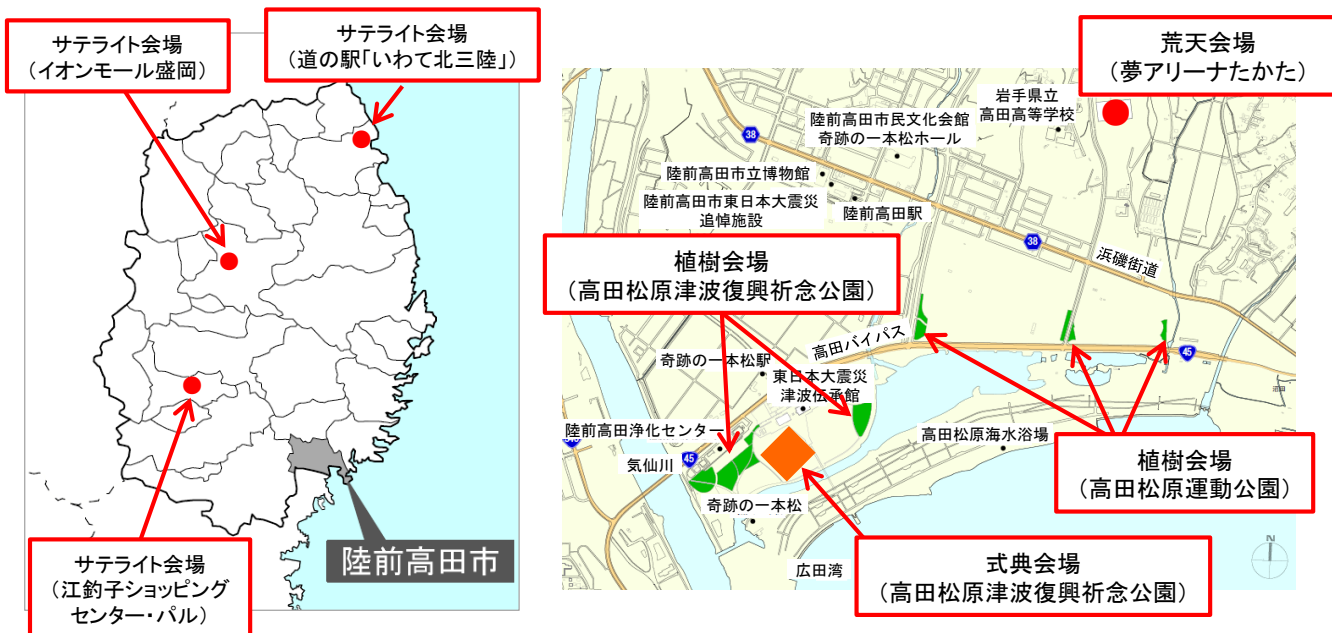 サテライト会場
（イオンモール盛岡）
サテライト会場
（道の駅「いわて北三陸」）
サテライト会場
（江釣子ショッピング
センター・パル）
陸前高田市
荒天会場
（夢アリーナたかた）
岩手県立
高田高等学校
陸前高田市民文化会館
奇跡の一本松ホール
38
陸前高田市立博物館
陸前高田市東日本大震災
追悼施設
陸前高田駅
38
浜磯街道
植樹会場
（高田松原津波復興祈念公園）
高田バイパス
45
奇跡の一本松駅
東日本大震災
津波伝承館
陸前高田浄化センター
高田松原海水浴場
45
気仙川
奇跡の一本松
植樹会場
（高田松原運動公園）
広田湾
式典会場
（高田松原津波復興祈念公園）
N